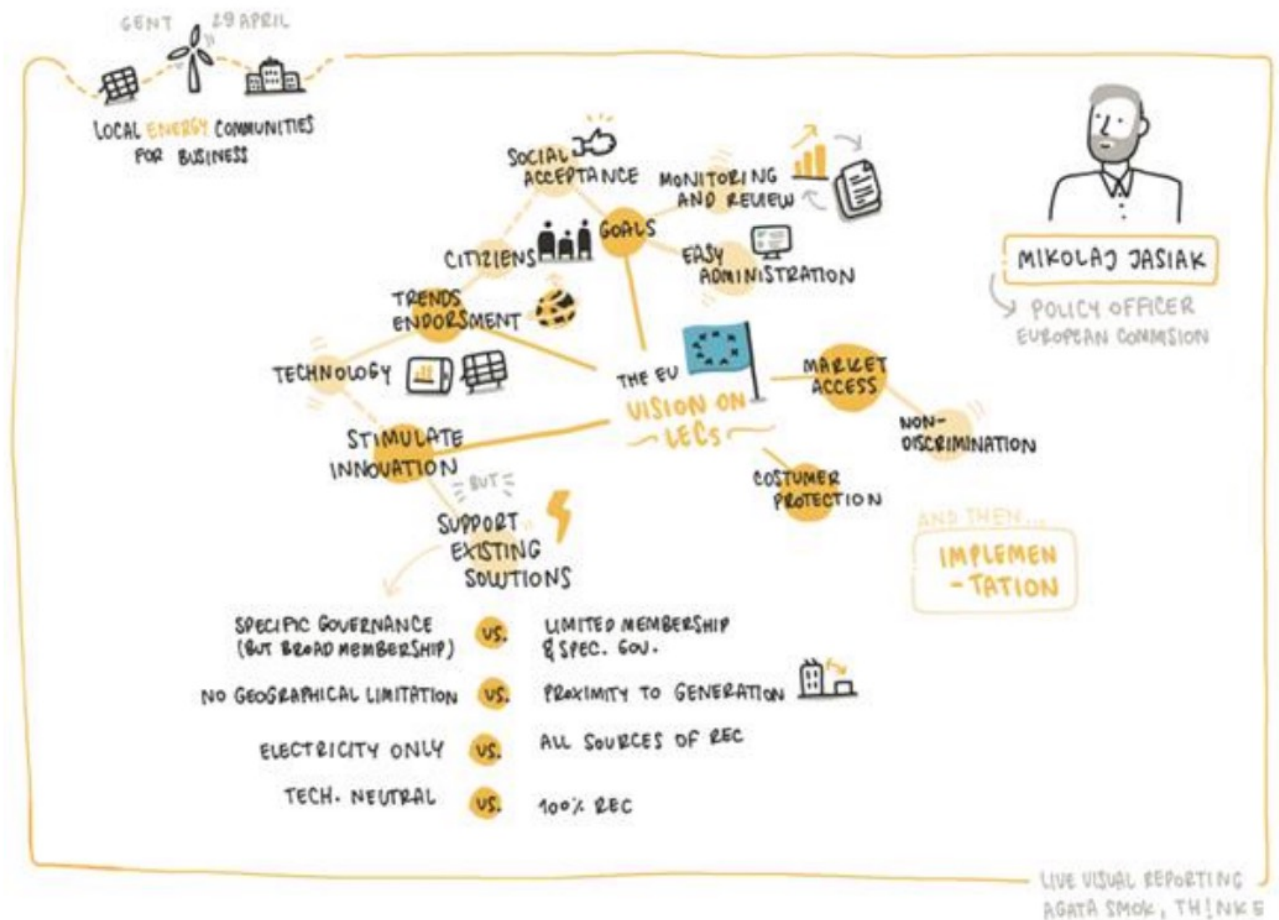 GENT 29 APRIL
LOCAL ENERGY COMMUNITIES
FOR BUSINESS
SOCIAL
ACCEPTANCE
MONITORING
AND REVIEW
GOALS
CITIZIENS
EASY
ADMINISTRATION
TRENDS
ENDORSMENT
TECHNOLOGY
THE EU
VISION ON
LECs
MARKET
ACCESS
NON-
DISCRIMINATION
COSTUMER
PROTECTION
STIMULATE
INNOVATION
BUT
SUPPORT
EXISTING
SOLUTIONS
MIKOLAJ JASIAK
POLICY OFFICER
EUROPEAN COMMISION
AND THEN...
IMPLEMEN
-TATION
SPECIFIC GOVERNANCE
(BUT BROAD MEMBERSHIP)
VS.
LIMITED MEMBERSHIP
& SPEC. GOV.
NO GEOGRAPHICAL LIMITATION VS. PROXIMITY TO GENERATION
ELECTRICITY ONLY VS. ALL SOURCES OF REC
TECH. NEUTRAL VS. 100% REC
LIVE VISUAL REPORTING
AGATA SMOK, TH!NK E